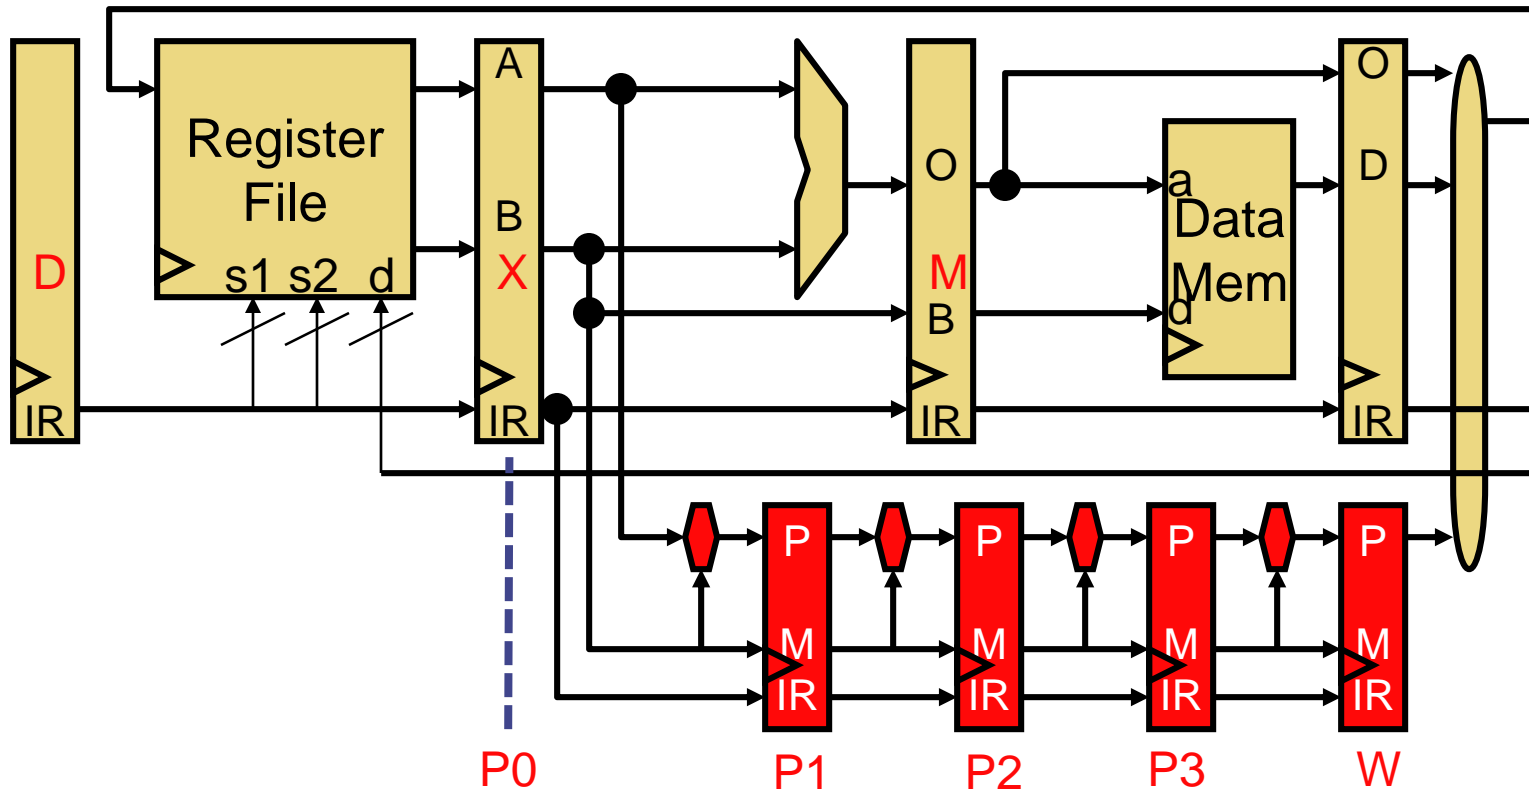 A
O
Register
File
O
D
B
a
Data
Mem
D
s1 s2 d
X
M
B
d
IR
IR
IR
IR
P
P
P
P
M
M
M
M
IR
IR
IR
IR
P0
P1
P2
P3
W